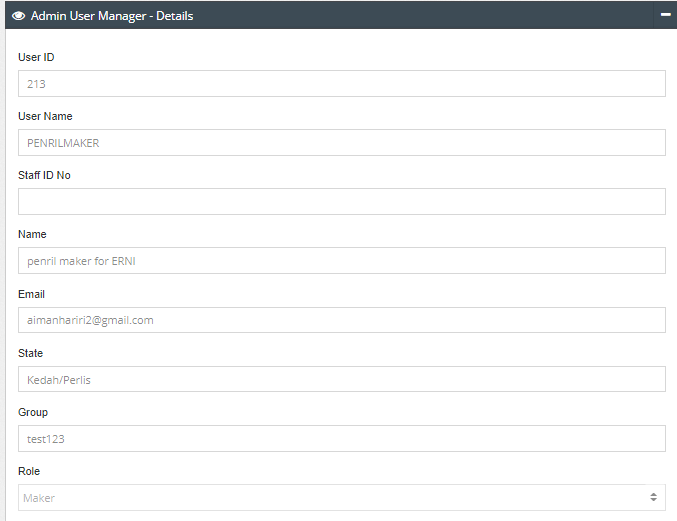 Admin User Manager - Details
User ID
213
User Name
PENRILMAKER
Staff ID No
Name
penril maker for ERNI
Email
aimanhariri2@gmail.com
State
Kedah/Perlis
Group
test123
Role
Maker